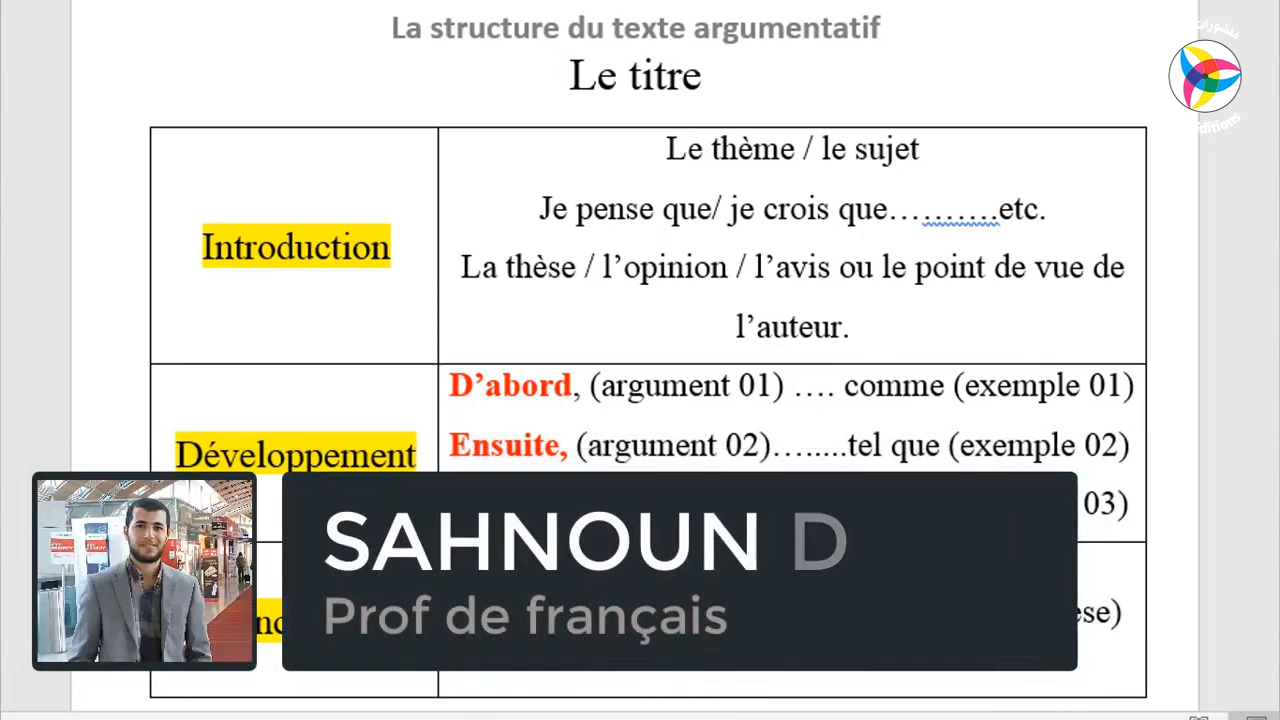 La structure du texte argumentatif
Le titre
منشورات
Editions
Introduction
Le thème / le sujet
Je pense que/ je crois que……….etc.
La thèse / l’opinion / l’avis ou le point de vue de
l’auteur.
Développement
D’abord, (argument 01) …. comme (exemple 01)
Ensuite, (argument 02)….....tel que (exemple 02)
03)
SAHNOUN D
Prof de français